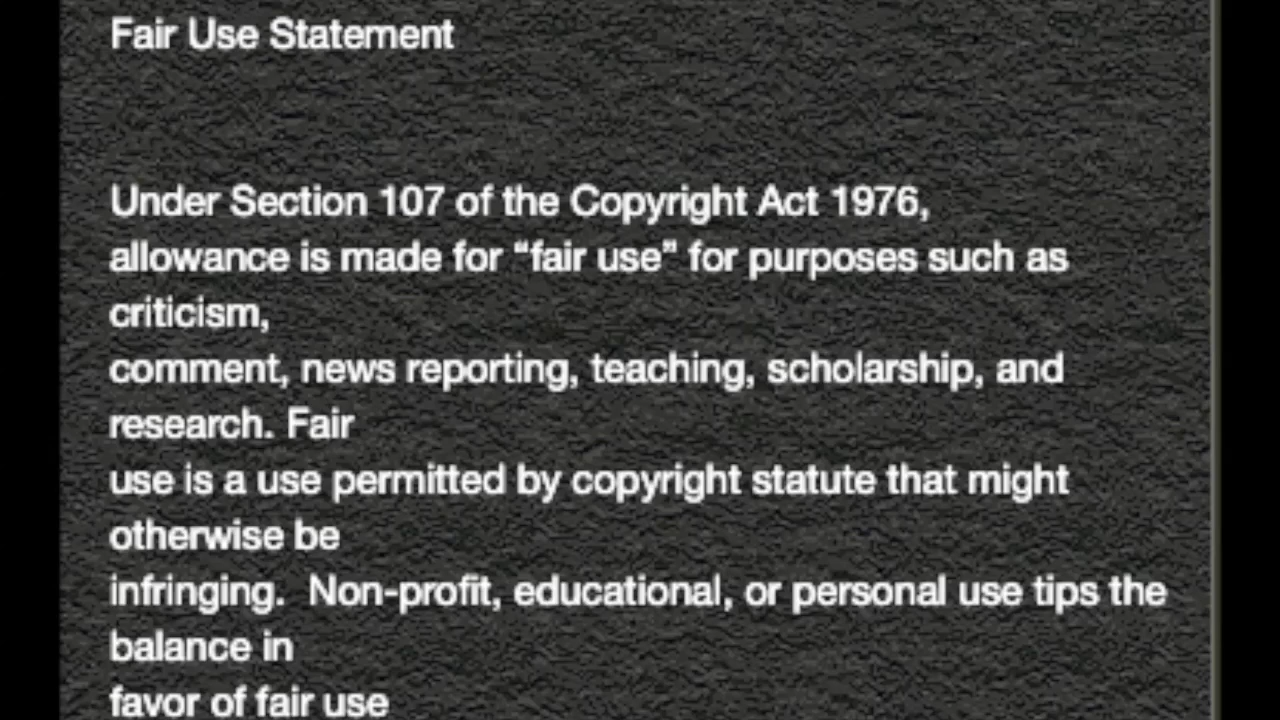 Fair Use Statement
Under Section 107 of the Copyright Act 1976,
allowance is made for “fair use” for purposes such as
criticism,
comment, news reporting, teaching, scholarship, and
research. Fair
use is a use permitted by copyright statute that might
otherwise be
infringing.  Non-profit, educational, or personal use tips the
balance in
favor of fair use